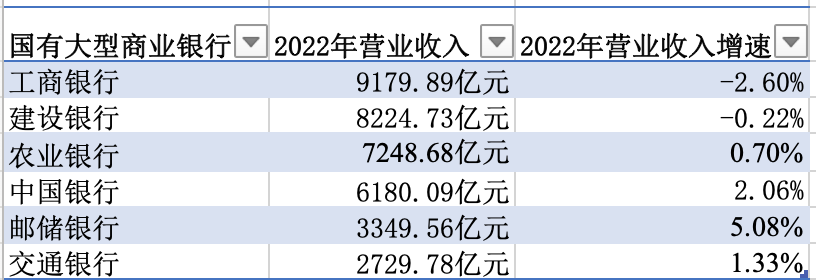 国有大型商业银行 2022年营业收入 2022年营业收入增速
工商银行 9179.89亿元 -2.60%
建设银行 8224.73亿元 -0.22%
农业银行 7248.68亿元 0.70%
中国银行 6180.09亿元 2.06%
邮储银行 3349.56亿元 5.08%
交通银行 2729.78亿元 1.33%